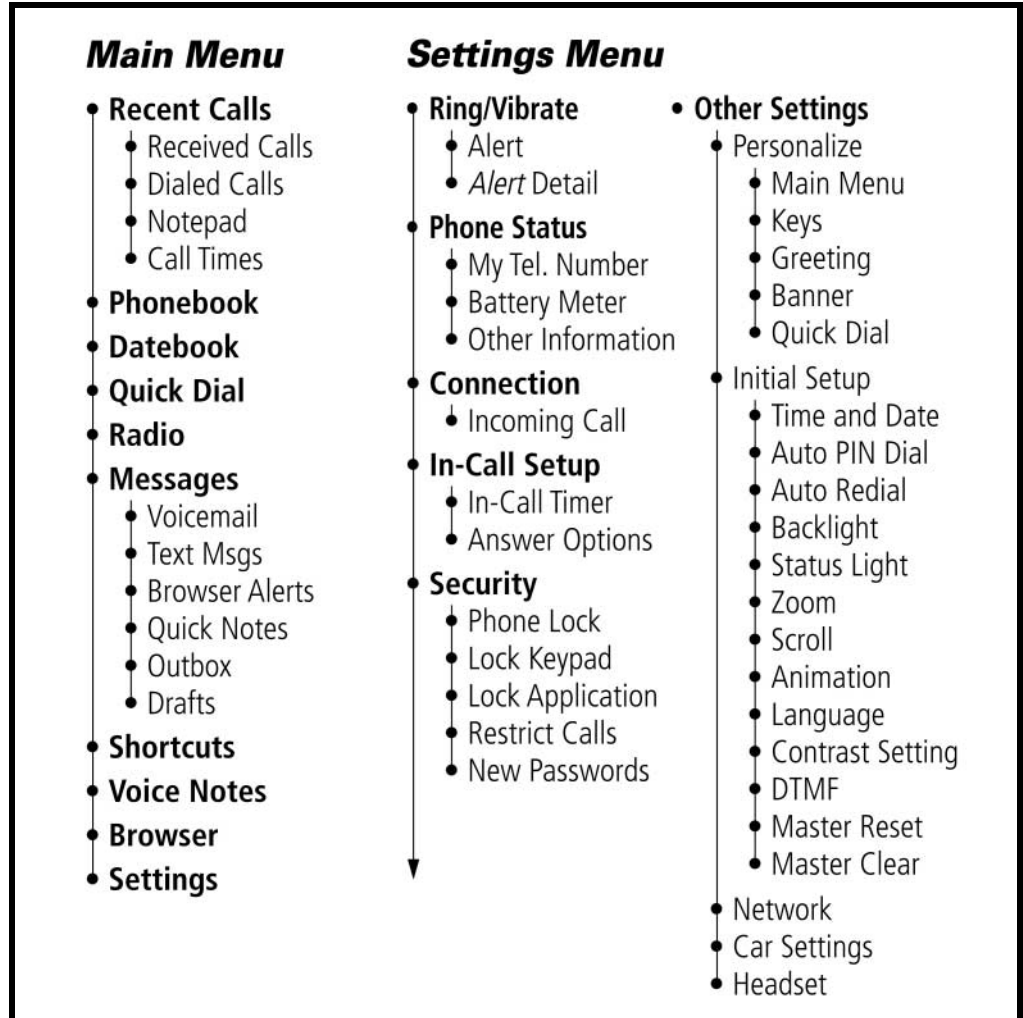 Main Menu
Recent Calls
Received Calls
Dialed Calls
Notepad
Call Times
Phonebook
Datebook
Quick Dial
Radio
Messages
Voicemail
Text Msgs
Browser Alerts
Quick Notes
Outbox
Drafts
Shortcuts
Voice Notes
Browser
Settings
Settings Menu
Ring/Vibrate
Alert
Alert Detail
Phone Status
My Tel. Number
Battery Meter
Other Information
Connection
Incoming Call
In-Call Setup
In-Call Timer
Answer Options
Security
Phone Lock
Lock Keypad
Lock Application
Restrict Calls
New Passwords
Other Settings
Personalize
Main Menu
Keys
Greeting
Banner
Quick Dial
Initial Setup
Time and Date
Auto PIN Dial
Auto Redial
Backlight
Status Light
Zoom
Scroll
Animation
Language
Contrast Setting
DTMF
Master Reset
Master Clear
Network
Car Settings
Headset